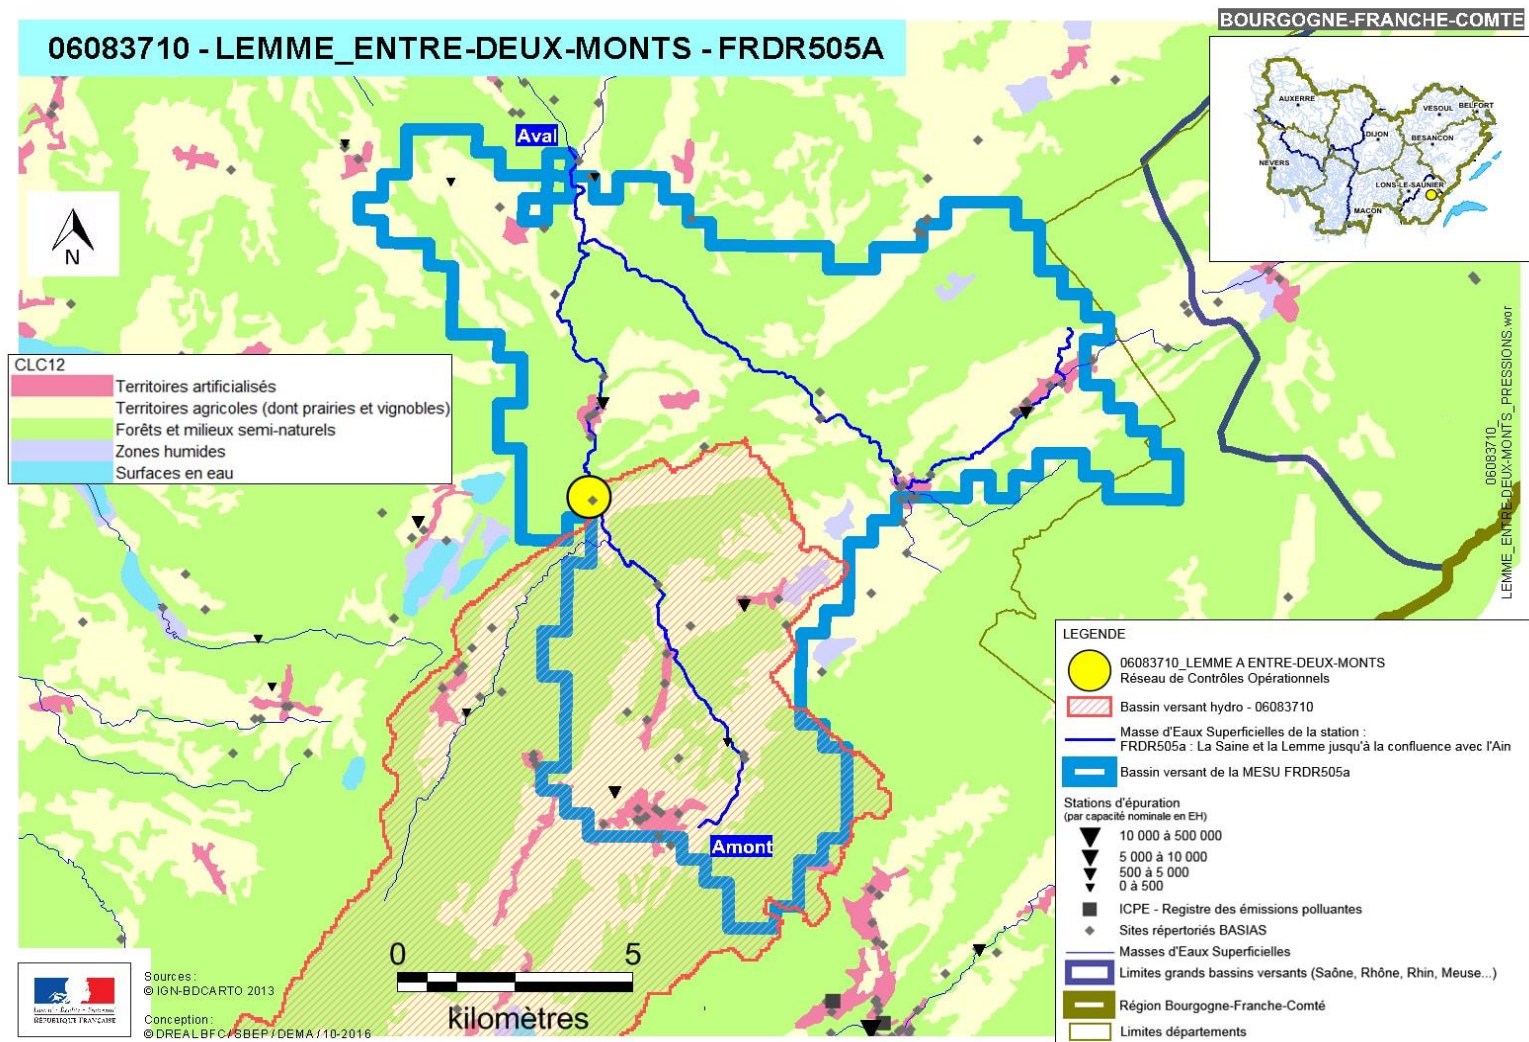 06083710 - LEMME_ENTRE-DEUX-MONTS - FRDR505A
BOURGOGNE-FRANCHE-COMTE
AUXERRE
VESOUL
BELFORT
DIJON
BESANCON
NEVERS
LONS-LE-SAUNIER
MACON
Aval
N
CLC12
Territoires artificialisés
Territoires agricoles (dont prairies et vignobles)
Forêts et milieux semi-naturels
Zones humides
Surfaces en eau
06083710_
LEMME_ENTRE-DEUX-MONTS_PRESSIONS.wor
Amont
LEGENDE
06083710_LEMME A ENTRE-DEUX-MONTS
Réseau de Contrôles Opérationnels
Bassin versant hydro - 06083710
Masse d'Eaux Superficielles de la station :
FRDR505a : La Saine et la Lemme jusqu'à la confluence avec l'Ain
Bassin versant de la MESU FRDR505a
Stations d'épuration
(par capacité nominale en EH)
10 000 à 500 000
5 000 à 10 000
500 à 5 000
0 à 500
ICPE - Registre des émissions polluantes
Sites répertoriés BASIAS
Masses d'Eaux Superficielles
Limites grands bassins versants (Saône, Rhône, Rhin, Meuse...)
Région Bourgogne-Franche-Comté
Limites départements
0 5
kilomètres
Liberté • Égalité • Fraternité
RÉPUBLIQUE FRANÇAISE
Sources :
© IGN-BDCARTO 2013
Conception :
© DREAL BFC / SBEP / DEMA / 10-2016